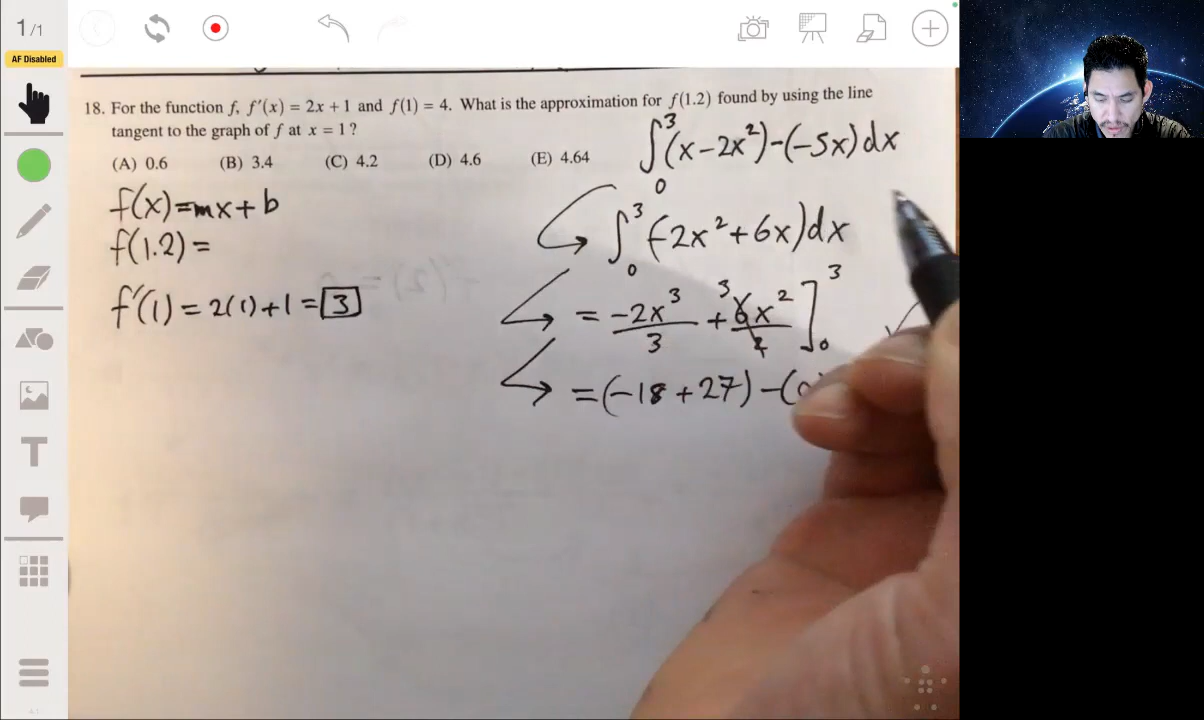 1/1
AF Disabled
18. For the function f, f′(x) = 2x + 1 and f(1) = 4. What is the approximation for f(1.2) found by using the line
tangent to the graph of f at x = 1?
(A) 0.6 (B) 3.4 (C) 4.2 (D) 4.6 (E) 4.64
f(x)=mx+b
f(1.2)=
f′(1)=2(1)+1=3
∫₀³(x-2x²)-(-5x)dx
∫₀³(-2x²+6x)dx
= -2x³/3 + 6x²/2 ]₀³
3
=(-18+27)-(
T